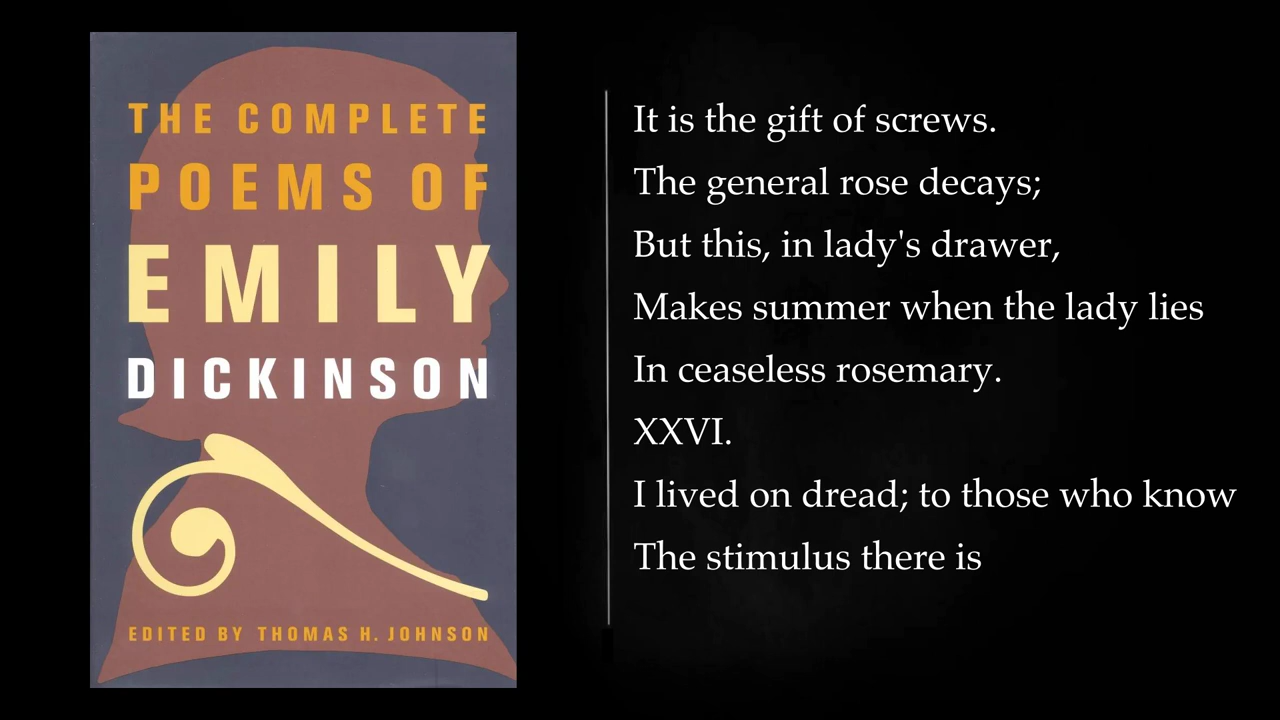 THE COMPLETE
POEMS OF
EMILY
DICKINSON
EDITED BY THOMAS H. JOHNSON
It is the gift of screws.
The general rose decays;
But this, in lady's drawer,
Makes summer when the lady lies
In ceaseless rosemary.
XXVI.
I lived on dread; to those who know
The stimulus there is